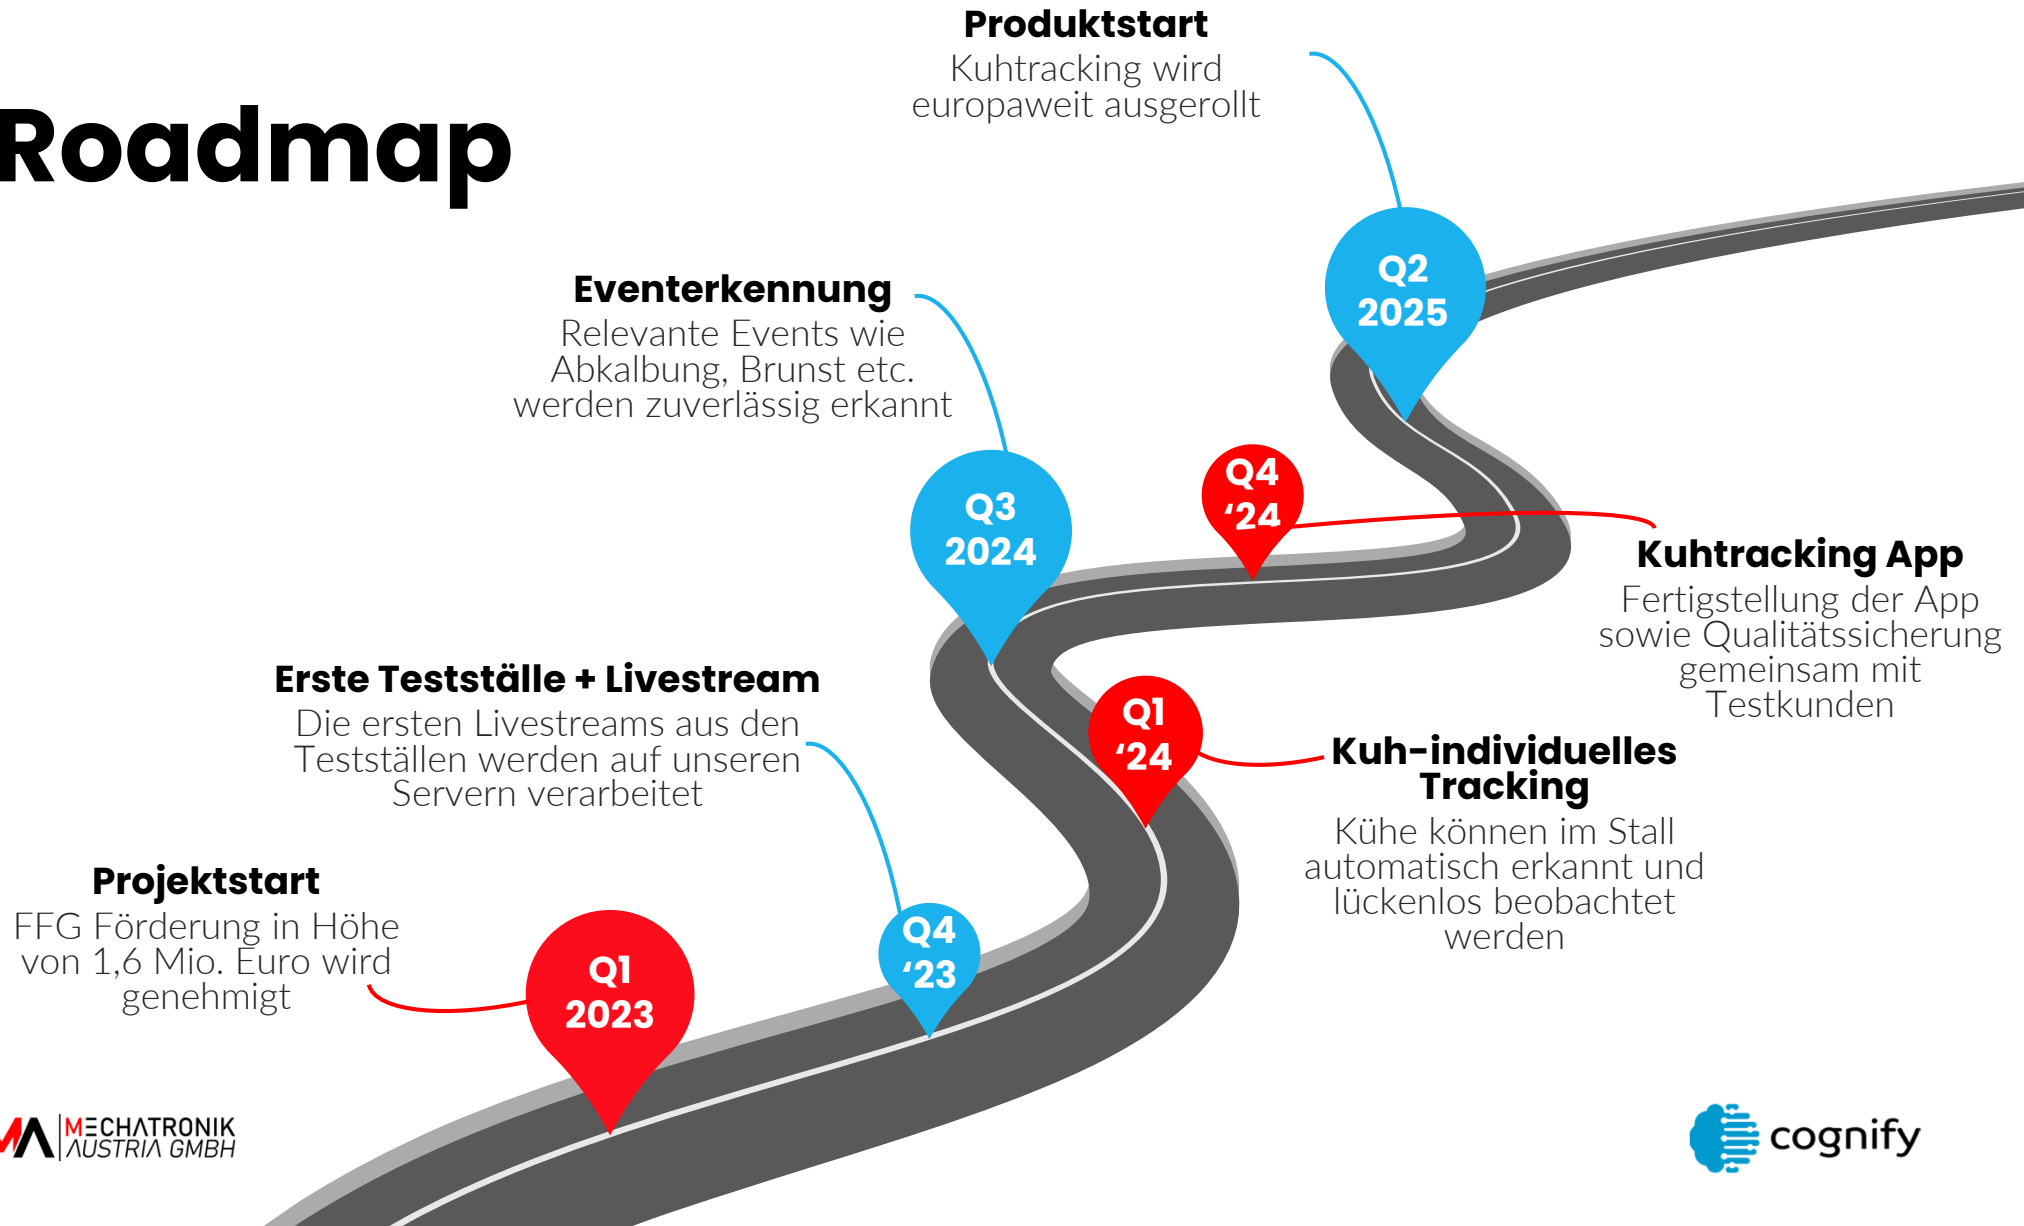 Roadmap
Produktstart
Kuhtracking wird
europaweit ausgerollt
Q2
2025
Eventerkennung
Relevante Events wie
Abkalbung, Brunst etc.
werden zuverlässig erkannt
Q3
2024
Q4
‘24
Kuhtracking App
Fertigstellung der App
sowie Qualitätssicherung
gemeinsam mit
Testkunden
Erste Testställe + Livestream
Die ersten Livestreams aus den
Testställen werden auf unseren
Servern verarbeitet
Q1
‘24
Kuh-individuelles
Tracking
Kühe können im Stall
automatisch erkannt und
lückenlos beobachtet
werden
Projektstart
FFG Förderung in Höhe
von 1,6 Mio. Euro wird
genehmigt
Q1
2023
Q4
‘23
MA
MECHATRONIK
AUSTRIA GMBH
cognify